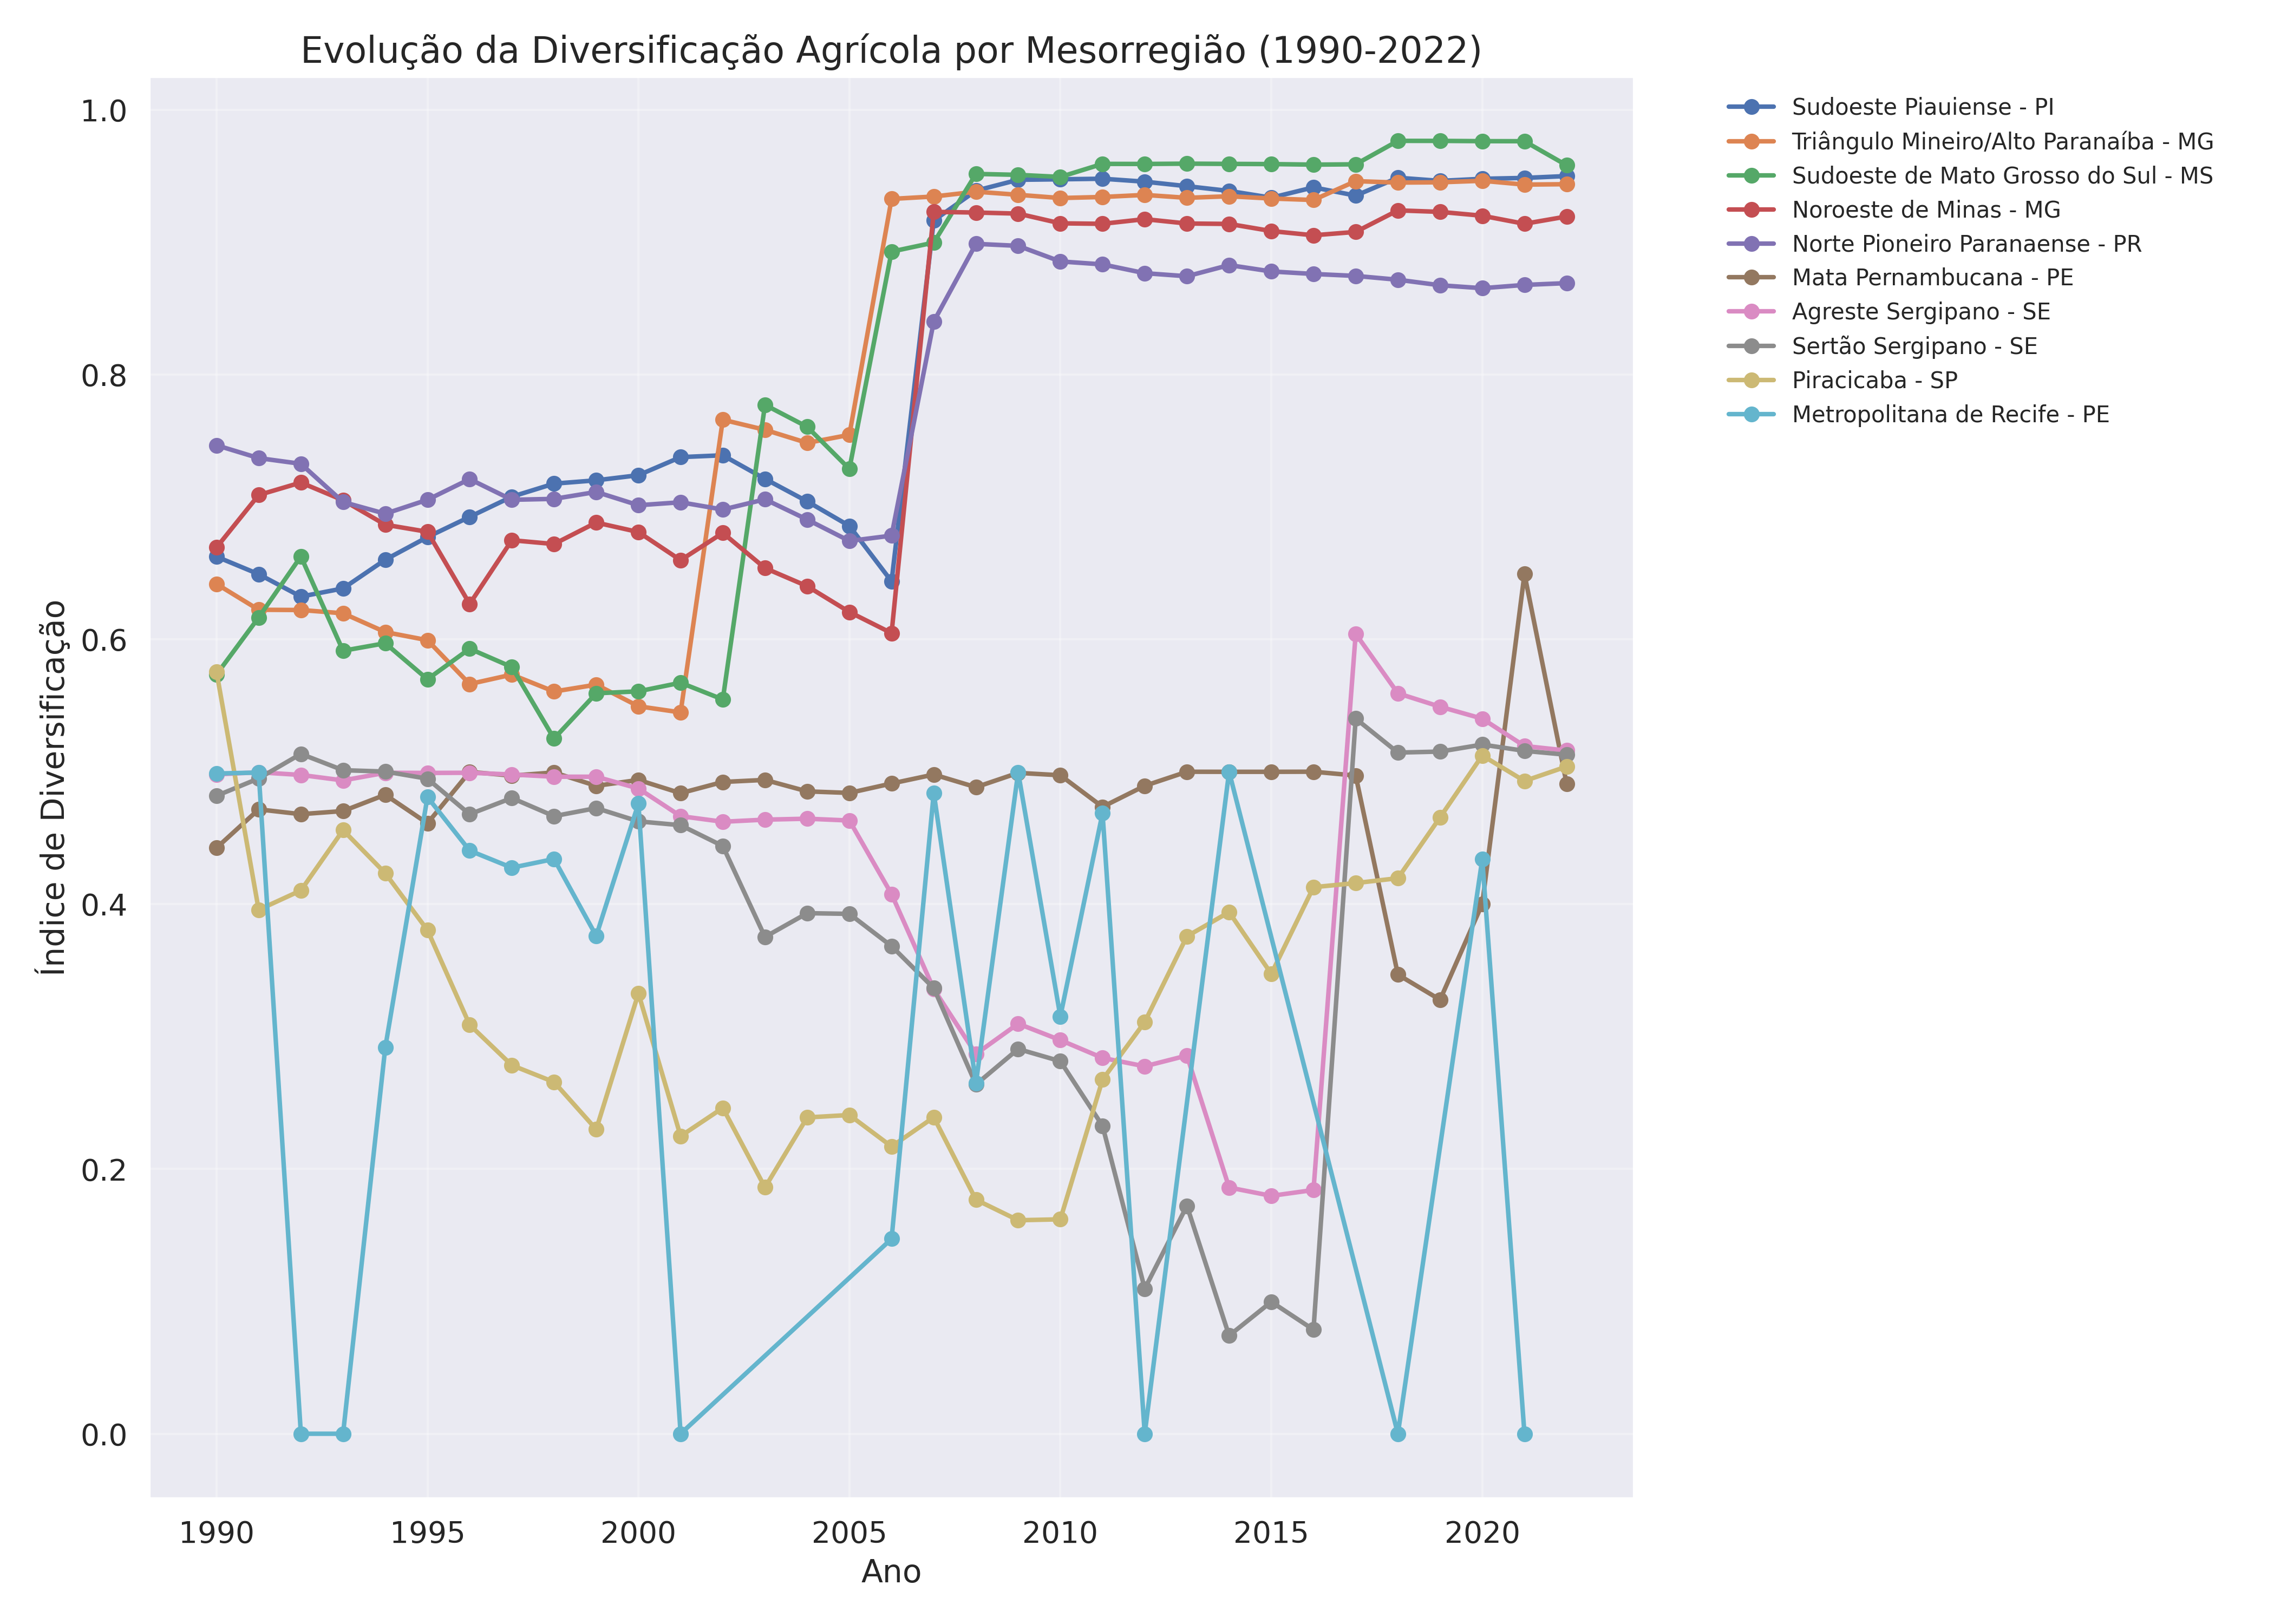 Evolução da Diversificação Agrícola por Mesorregião (1990-2022)
Índice de Diversificação
1.0
0.8
0.6
0.4
0.2
0.0
1990 1995 2000 2005 2010 2015 2020
Ano
Sudoeste Piauiense - PI
Triângulo Mineiro/Alto Paranaíba - MG
Sudoeste de Mato Grosso do Sul - MS
Noroeste de Minas - MG
Norte Pioneiro Paranaense - PR
Mata Pernambucana - PE
Agreste Sergipano - SE
Sertão Sergipano - SE
Piracicaba - SP
Metropolitana de Recife - PE